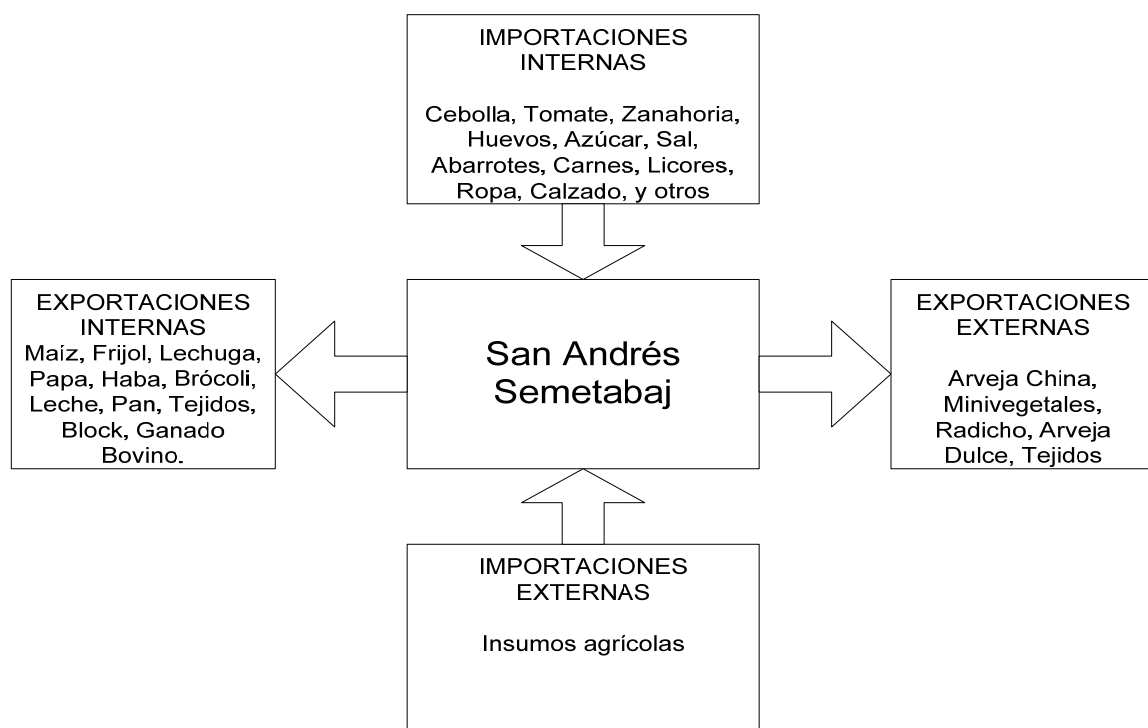 IMPORTACIONES
INTERNAS
Cebolla, Tomate, Zanahoria,
Huevos, Azúcar, Sal,
Abarrotes, Carnes, Licores,
Ropa, Calzado, y otros
EXPORTACIONES
INTERNAS
Maíz, Frijol, Lechuga,
Papa, Haba, Brócoli,
Leche, Pan, Tejidos,
Block, Ganado
Bovino.
San Andrés
Semetabaj
EXPORTACIONES
EXTERNAS
Arveja China,
Minivegetales,
Radicho, Arveja
Dulce, Tejidos
IMPORTACIONES
EXTERNAS
Insumos agrícolas